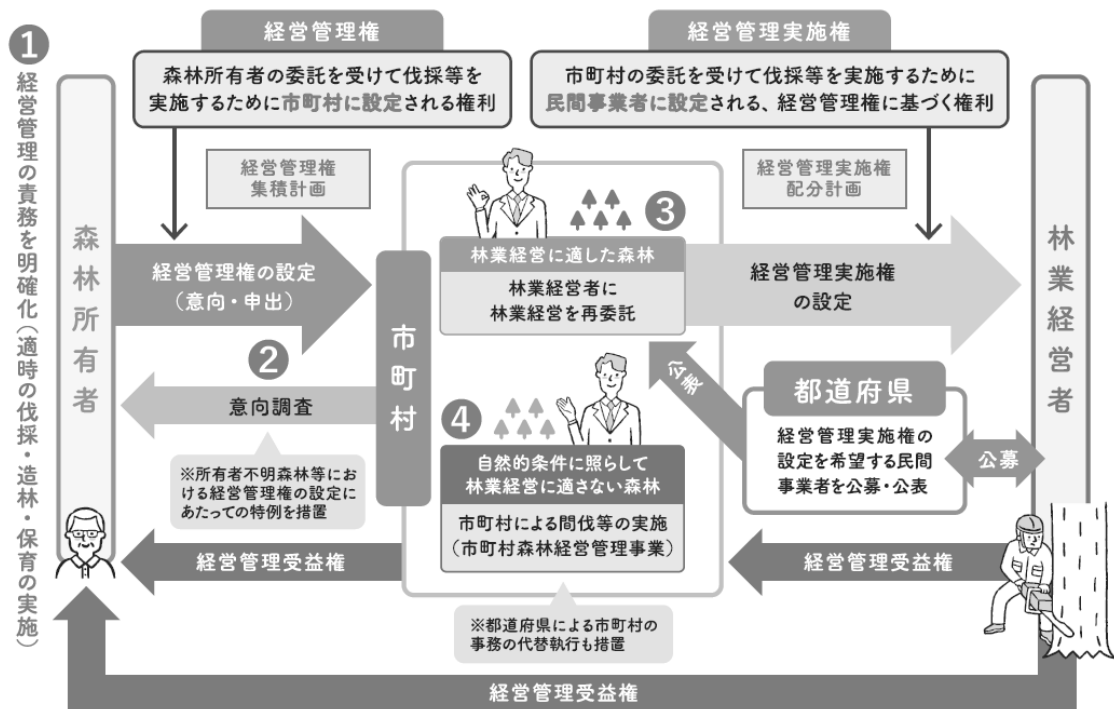 ❶
経営管理の責務を明確化（適時の伐採・造林・保育の実施）
経営管理権
森林所有者の委託を受けて伐採等を
実施するために市町村に設定される権利
経営管理実施権
市町村の委託を受けて伐採等を実施するために
民間事業者に設定される、経営管理権に基づく権利
経営管理権
集積計画
経営管理実施権
配分計画
森林所有者
経営管理権の設定
（意向・申出）
市町村
❸
林業経営に適した森林
林業経営者に
林業経営を再委託
経営管理実施権
の設定
林業経営者
❷
意向調査
※所有者不明森林等にお
ける経営管理権の設定に
あたっての特例を措置
公表
都道府県
経営管理実施権の
設定を希望する民間
事業者を公募・公表
公募
❹
自然的条件に照らして
林業経営に適さない森林
市町村による間伐等の実施
（市町村森林経営管理事業）
経営管理受益権
経営管理受益権
※都道府県による市町村の
事務の代替執行も措置
経営管理受益権